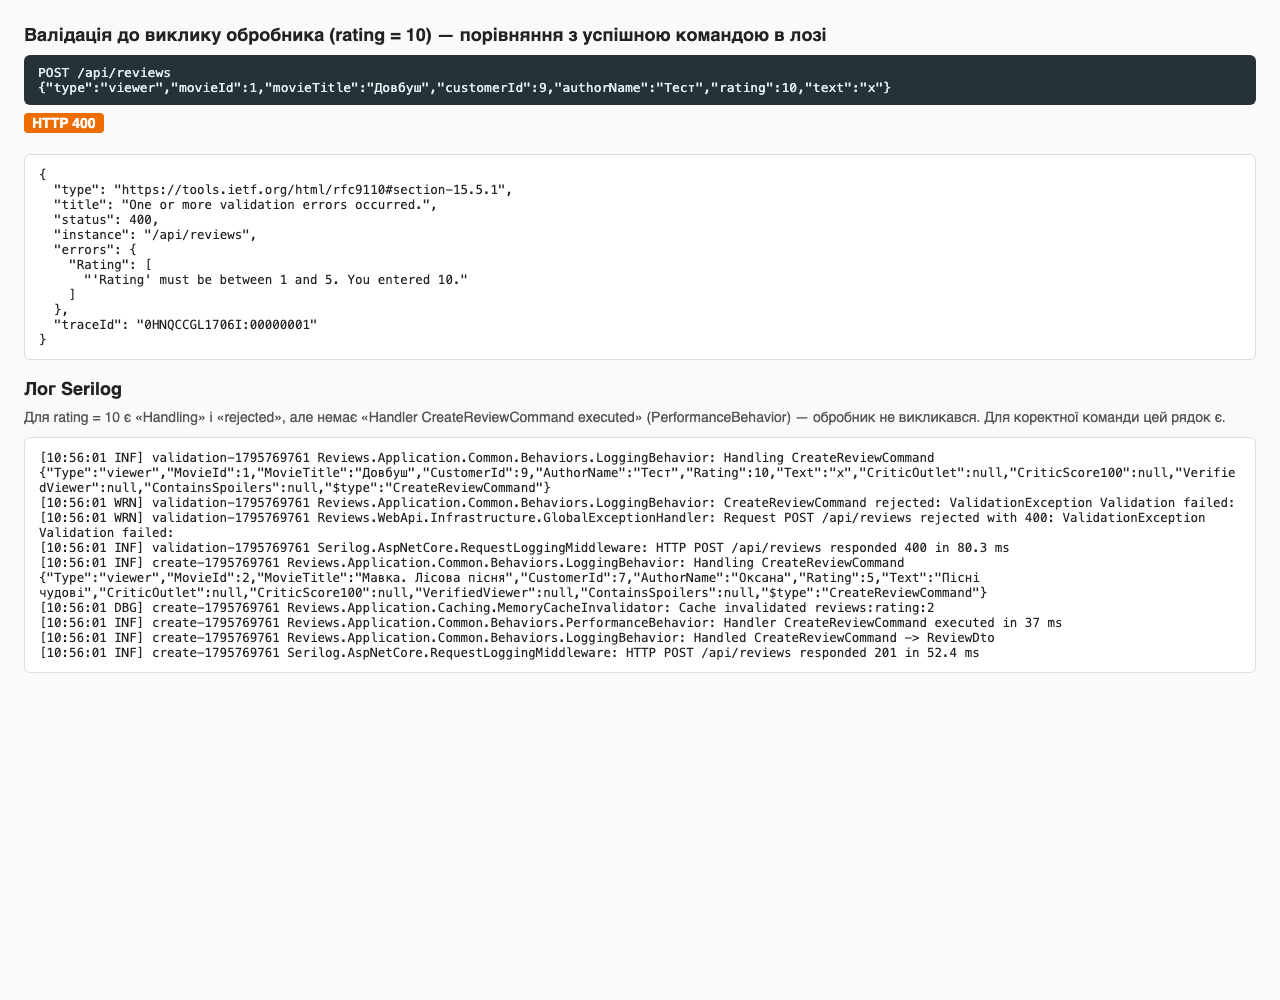 Валідація до виклику обробника (rating = 10) — порівняння з успішною командою в лозі
POST /api/reviews
{"type":"viewer","movieId":1,"movieTitle":"Довбуш","customerId":9,"authorName":"Тест","rating":10,"text":"x"}
HTTP 400
{
  "type": "https://tools.ietf.org/html/rfc9110#section-15.5.1",
  "title": "One or more validation errors occurred.",
  "status": 400,
  "instance": "/api/reviews",
  "errors": {
    "Rating": [
      "'Rating' must be between 1 and 5. You entered 10."
    ]
  },
  "traceId": "0HNQCCGL1706I:00000001"
}
Лог Serilog
Для rating = 10 є «Handling» і «rejected», але немає «Handler CreateReviewCommand executed» (PerformanceBehavior) — обробник не викликався. Для коректної команди цей рядок є.
[10:56:01 INF] validation-1795769761 Reviews.Application.Common.Behaviors.LoggingBehavior: Handling CreateReviewCommand
{"Type":"viewer","MovieId":1,"MovieTitle":"Довбуш","CustomerId":9,"AuthorName":"Тест","Rating":10,"Text":"x","CriticOutlet":null,"CriticScore100":null,"Verifie
dViewer":null,"ContainsSpoilers":null,"$type":"CreateReviewCommand"}
[10:56:01 WRN] validation-1795769761 Reviews.Application.Common.Behaviors.LoggingBehavior: CreateReviewCommand rejected: ValidationException Validation failed:
[10:56:01 WRN] validation-1795769761 Reviews.WebApi.Infrastructure.GlobalExceptionHandler: Request POST /api/reviews rejected with 400: ValidationException
Validation failed:
[10:56:01 INF] validation-1795769761 Serilog.AspNetCore.RequestLoggingMiddleware: HTTP POST /api/reviews responded 400 in 80.3 ms
[10:56:01 INF] create-1795769761 Reviews.Application.Common.Behaviors.LoggingBehavior: Handling CreateReviewCommand
{"Type":"viewer","MovieId":2,"MovieTitle":"Мавка. Лісова пісня","CustomerId":7,"AuthorName":"Оксана","Rating":5,"Text":"Пісні
чудові","CriticOutlet":null,"CriticScore100":null,"VerifiedViewer":null,"ContainsSpoilers":null,"$type":"CreateReviewCommand"}
[10:56:01 DBG] create-1795769761 Reviews.Application.Caching.MemoryCacheInvalidator: Cache invalidated reviews:rating:2
[10:56:01 INF] create-1795769761 Reviews.Application.Common.Behaviors.PerformanceBehavior: Handler CreateReviewCommand executed in 37 ms
[10:56:01 INF] create-1795769761 Reviews.Application.Common.Behaviors.LoggingBehavior: Handled CreateReviewCommand -> ReviewDto
[10:56:01 INF] create-1795769761 Serilog.AspNetCore.RequestLoggingMiddleware: HTTP POST /api/reviews responded 201 in 52.4 ms